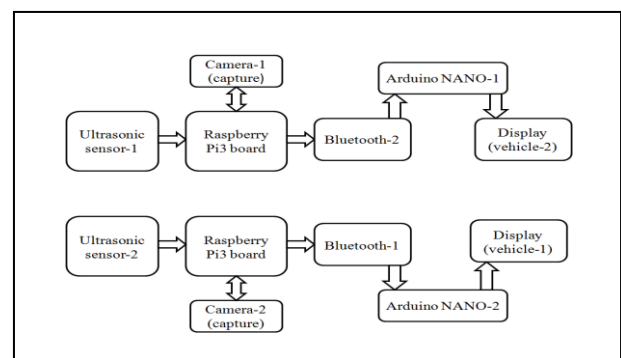 Camera-1
(capture)
Arduino NANO-1
Ultrasonic
sensor-1
Raspberry
Pi3 board
Bluetooth-2
Display
(vehicle-2)
Ultrasonic
sensor-2
Raspberry
Pi3 board
Bluetooth-1
Display
(vehicle-1)
Camera-2
(capture)
Arduino NANO-2